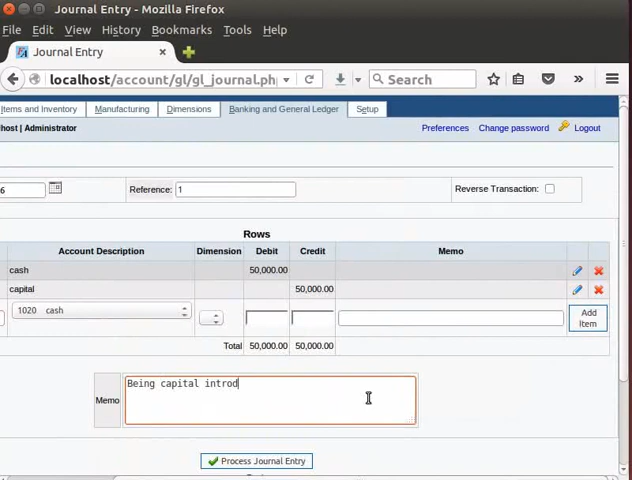 Journal Entry - Mozilla Firefox
File Edit View History Bookmarks Tools Help
Journal Entry
localhost/account/gl/gl_journal.ph Search
Items and Inventory Manufacturing Dimensions Banking and General Ledger Setup
host | Administrator Preferences Change password Logout
6 Reference: 1 Reverse Transaction:
Rows
Account Description Dimension Debit Credit Memo
cash 50,000.00
capital 50,000.00
1020 cash Add Item
Total 50,000.00 50,000.00
Memo Being capital introd
Process Journal Entry